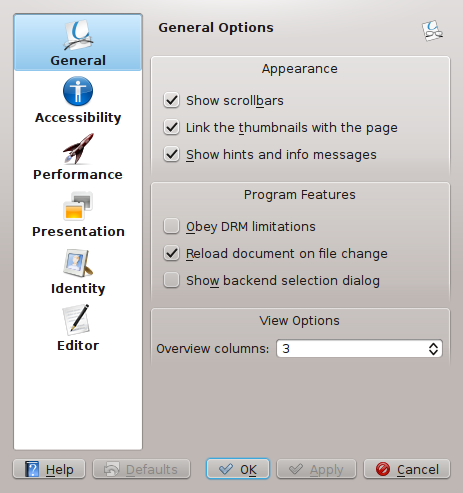 General
Accessibility
Performance
Presentation
Identity
Editor
General Options
Appearance
Show scrollbars
Link the thumbnails with the page
Show hints and info messages
Program Features
Obey DRM limitations
Reload document on file change
Show backend selection dialog
View Options
Overview columns: 3
Help Defaults OK Apply Cancel